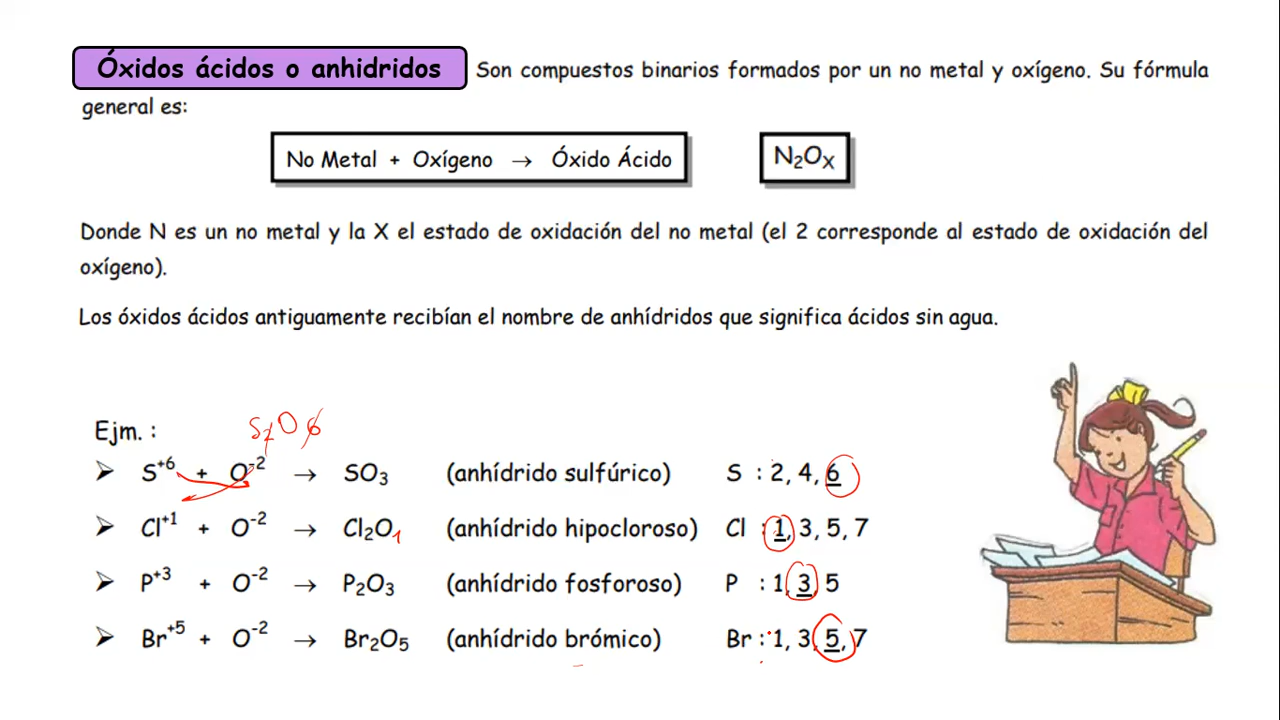 Óxidos ácidos o anhidridos Son compuestos binarios formados por un no metal y oxígeno. Su fórmula
general es:
No Metal + Oxígeno → Óxido Ácido N₂Oₓ
Donde N es un no metal y la X el estado de oxidación del no metal (el 2 corresponde al estado de oxidación del
oxígeno).
Los óxidos ácidos antiguamente recibían el nombre de anhídridos que significa ácidos sin agua.
Ejm. : S₂O₆
➤ S⁺⁶ + O⁻² → SO₃ (anhídrido sulfúrico) S : 2, 4, 6
➤ Cl⁺¹ + O⁻² → Cl₂O₁ (anhídrido hipocloroso) Cl : 1, 3, 5, 7
➤ P⁺³ + O⁻² → P₂O₃ (anhídrido fosforoso) P : 1, 3, 5
➤ Br⁺⁵ + O⁻² → Br₂O₅ (anhídrido brómico) Br : 1, 3, 5, 7